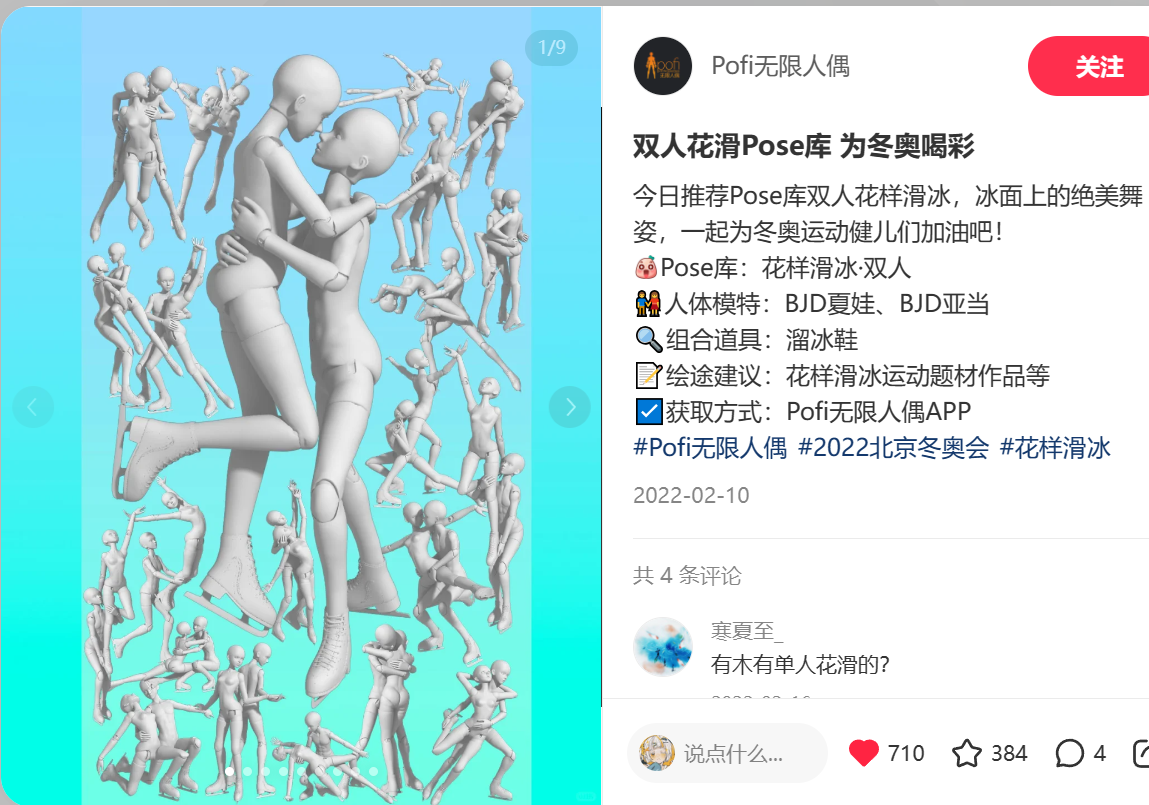 1/9
pofi
无限人偶
Pofi无限人偶
关注
双人花滑Pose库 为冬奥喝彩
今日推荐Pose库双人花样滑冰，冰面上的绝美舞
姿，一起为冬奥运动健儿们加油吧！
Pose库：花样滑冰·双人
人体模特：BJD夏娃、BJD亚当
组合道具：溜冰鞋
绘途建议：花样滑冰运动题材作品等
获取方式：Pofi无限人偶APP
#Pofi无限人偶 #2022北京冬奥会 #花样滑冰
2022-02-10
共 4 条评论
寒夏至_
有木有单人花滑的?
说点什么...
710
384
4